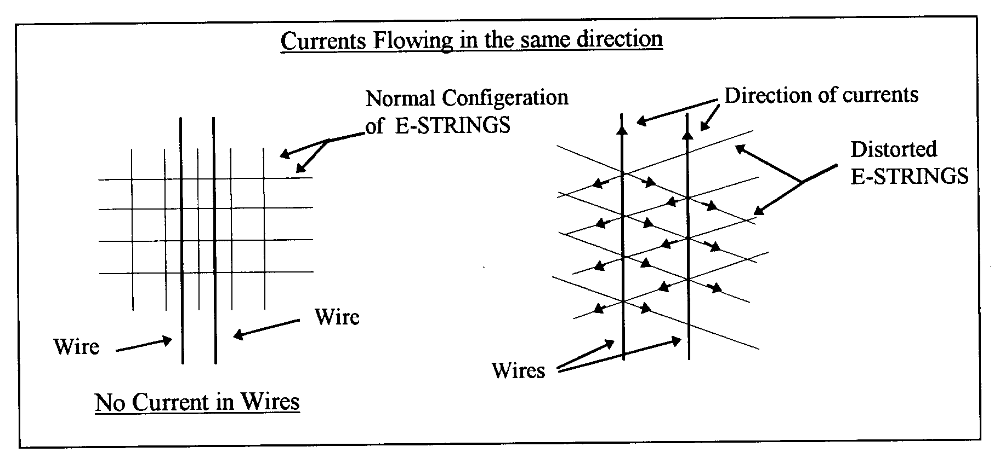 Currents Flowing in the same direction
Normal Configeration
of E-STRINGS
Direction of currents
Distorted
E-STRINGS
Wire
Wire
Wires
No Current in Wires